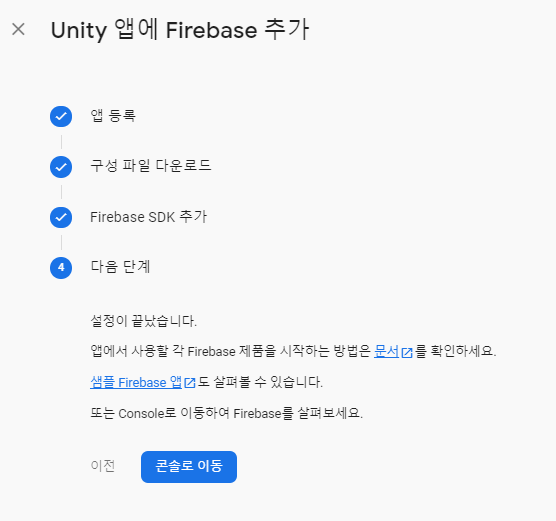 Unity 앱에 Firebase 추가
앱 등록
구성 파일 다운로드
Firebase SDK 추가
4 다음 단계
설정이 끝났습니다.
앱에서 사용할 각 Firebase 제품을 시작하는 방법은 문서를 확인하세요.
샘플 Firebase 앱도 살펴볼 수 있습니다.
또는 Console로 이동하여 Firebase를 살펴보세요.
이전 콘솔로 이동